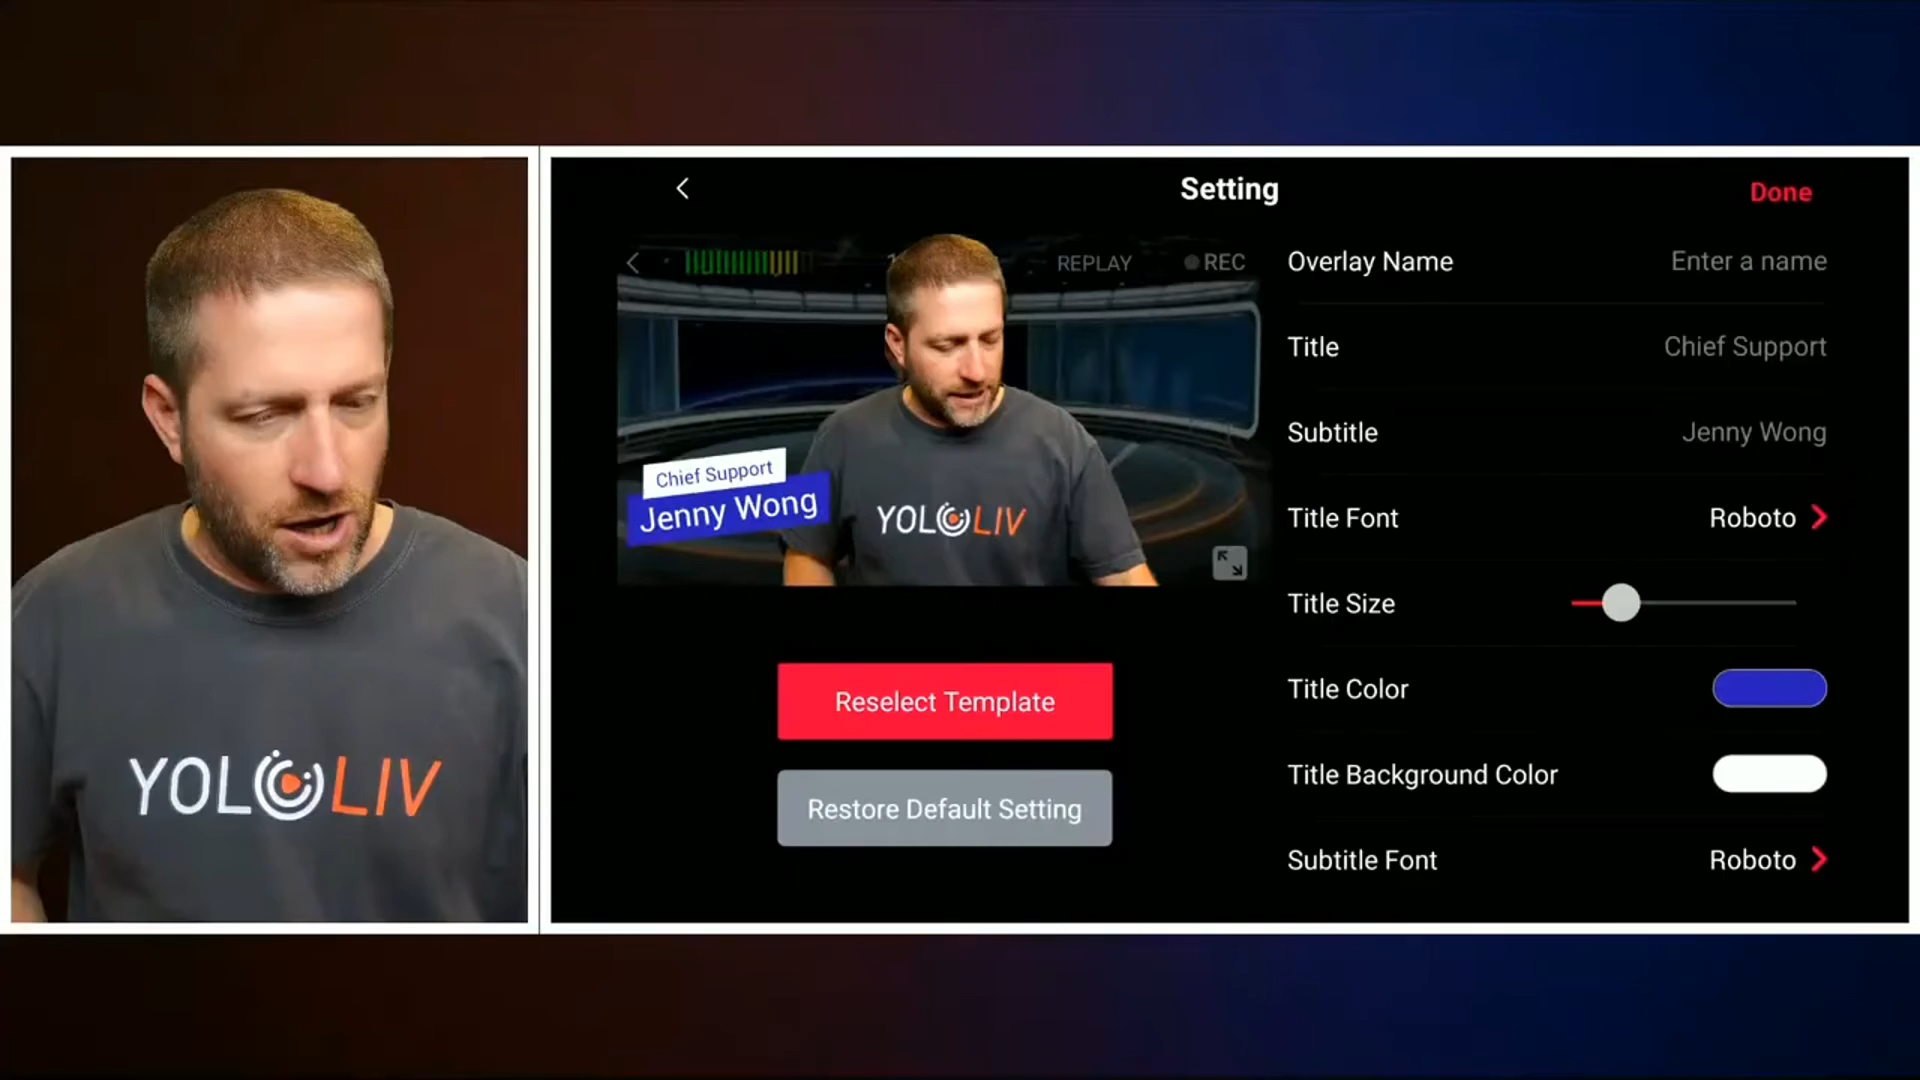 YOLOLIV
Setting
Done
REPLAY
REC
Chief Support
Jenny Wong
YOLOLIV
Reselect Template
Restore Default Setting
Overlay Name
Enter a name
Title
Chief Support
Subtitle
Jenny Wong
Title Font
Roboto
Title Size
Title Color
Title Background Color
Subtitle Font
Roboto